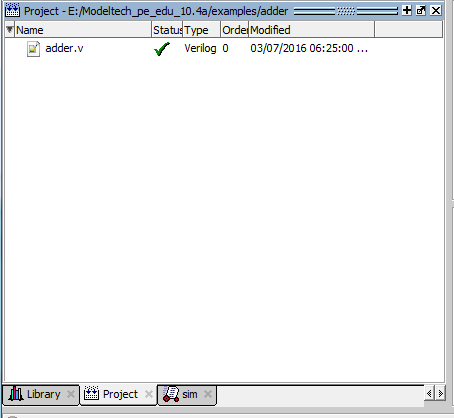 Project - E:/Modeltech_pe_edu_10.4a/examples/adder
Name Status Type Order Modified
adder.v Verilog 0 03/07/2016 06:25:00 ...
Library Project sim